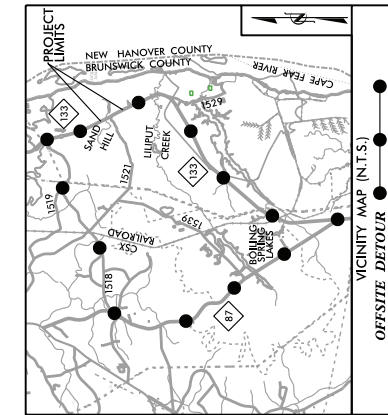 PROJECT
LIMITS
NEW HANOVER COUNTY
BRUNSWICK COUNTY
CAPE FEAR RIVER
133
SAND
HILL
LILIPUT
CREEK
1529
1521
133
1519
1539
CSX
RAILROAD
BOILING
SPRING
LAKES
1518
87
VICINITY MAP (N.T.S.)
OFFSITE DETOUR